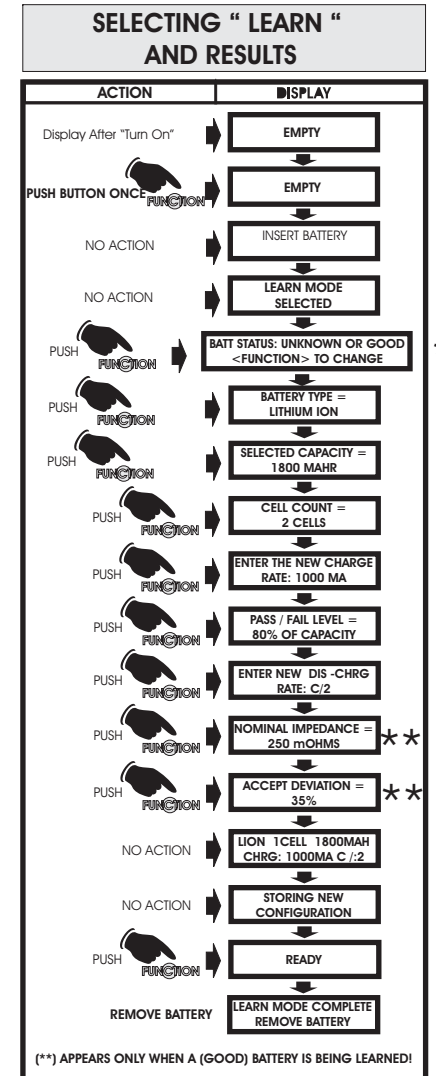 SELECTING “ LEARN “
AND RESULTS
ACTION DISPLAY
Display After “Turn On” EMPTY
PUSH BUTTON ONCE FUNCTION EMPTY
NO ACTION INSERT BATTERY
NO ACTION LEARN MODE
SELECTED
PUSH FUNCTION BATT STATUS: UNKNOWN OR GOOD
<FUNCTION> TO CHANGE
PUSH FUNCTION BATTERY TYPE =
LITHIUM ION
PUSH FUNCTION SELECTED CAPACITY =
1800 MAHR
PUSH FUNCTION CELL COUNT =
2 CELLS
PUSH FUNCTION ENTER THE NEW CHARGE
RATE: 1000 MA
PUSH FUNCTION PASS / FAIL LEVEL =
80% OF CAPACITY
PUSH FUNCTION ENTER NEW DIS -CHRG
RATE: C/2
PUSH FUNCTION NOMINAL IMPEDANCE = **
250 mOHMS
PUSH FUNCTION ACCEPT DEVIATION = **
35%
NO ACTION LION 1CELL 1800MAH
CHRG: 1000MA C /:2
NO ACTION STORING NEW
CONFIGURATION
PUSH FUNCTION READY
REMOVE BATTERY LEARN MODE COMPLETE
REMOVE BATTERY
(**) APPEARS ONLY WHEN A (GOOD) BATTERY IS BEING LEARNED!